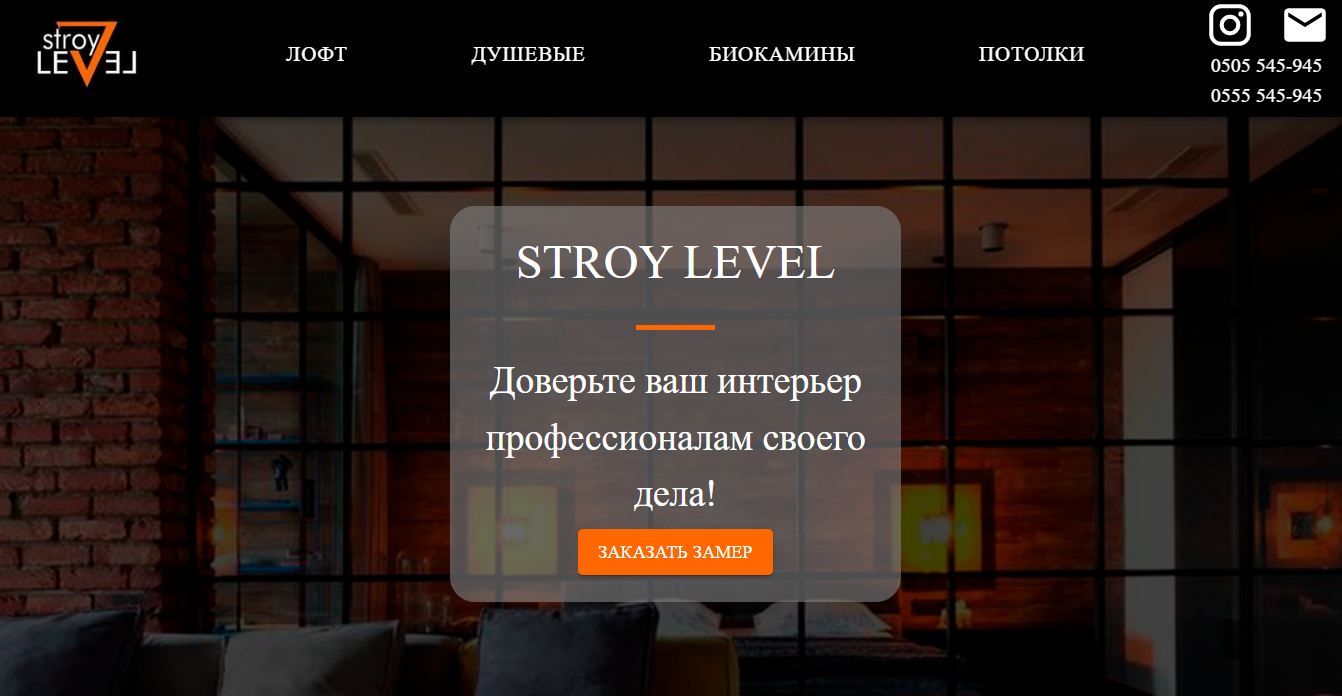 stroy
LEVEL
ЛОФТ
ДУШЕВЫЕ
БИОКАМИНЫ
ПОТОЛКИ
0505 545-945
0555 545-945
STROY LEVEL
Доверьте ваш интерьер
профессионалам своего
дела!
ЗАКАЗАТЬ ЗАМЕР